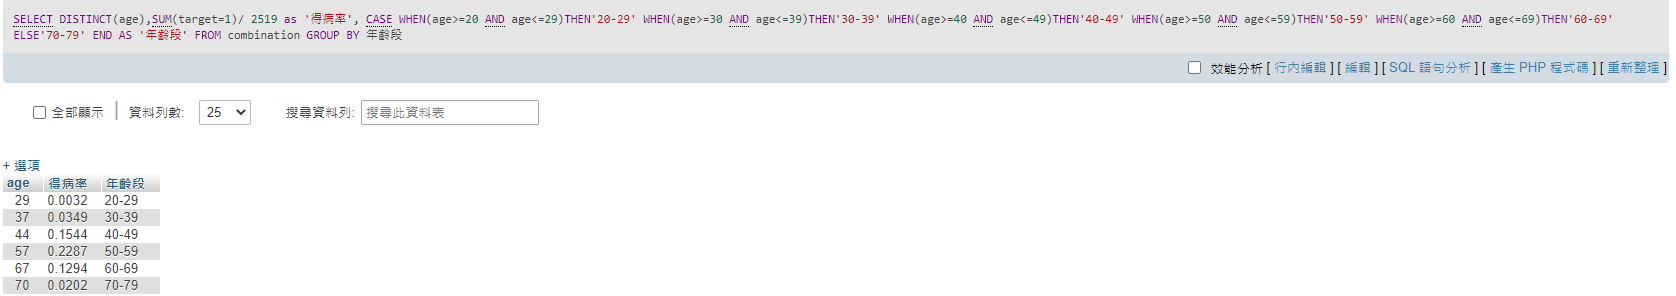 SELECT DISTINCT(age),SUM(target=1)/ 2519 as '得病率', CASE WHEN(age>=20 AND age<=29)THEN'20-29' WHEN(age>=30 AND age<=39)THEN'30-39' WHEN(age>=40 AND age<=49)THEN'40-49' WHEN(age>=50 AND age<=59)THEN'50-59' WHEN(age>=60 AND age<=69)THEN'60-69'
ELSE'70-79' END AS '年齡段' FROM combination GROUP BY 年齡段
效能分析 [ 行內編輯 ] [ 編輯 ] [ SQL 語句分析 ] [ 產生 PHP 程式碼 ] [ 重新整理 ]
全部顯示 | 資料列數: 25 搜尋資料列: 搜尋此資料表
+ 選項
age 得病率 年齡段
29 0.0032 20-29
37 0.0349 30-39
44 0.1544 40-49
57 0.2287 50-59
67 0.1294 60-69
70 0.0202 70-79